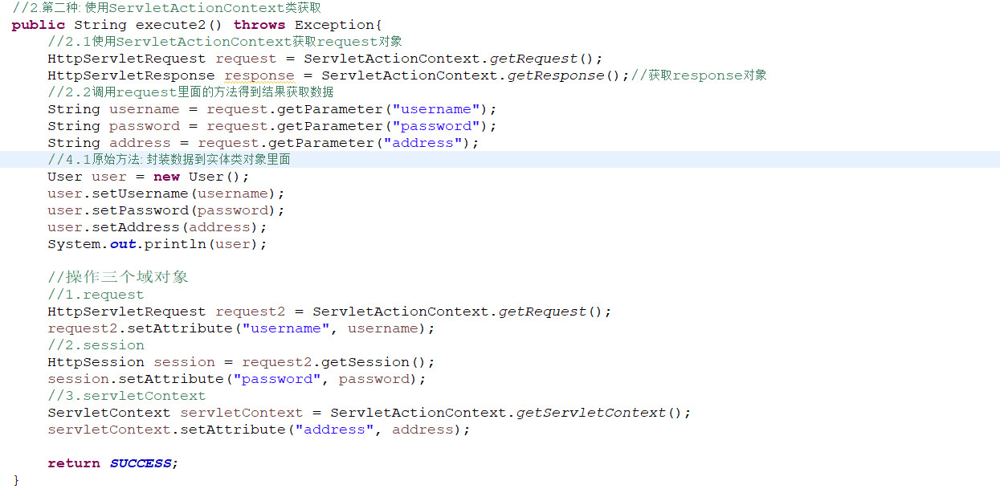 //2.第二种: 使用ServletActionContext类获取
public String execute2() throws Exception{
//2.1使用ServletActionContext获取request对象
HttpServletRequest request = ServletActionContext.getRequest();
HttpServletResponse response = ServletActionContext.getResponse();//获取response对象
//2.2调用request里面的方法得到结果获取数据
String username = request.getParameter("username");
String password = request.getParameter("password");
String address = request.getParameter("address");
//4.1原始方法: 封装数据到实体类对象里面
User user = new User();
user.setUsername(username);
user.setPassword(password);
user.setAddress(address);
System.out.println(user);
//操作三个域对象
//1.request
HttpServletRequest request2 = ServletActionContext.getRequest();
request2.setAttribute("username", username);
//2.session
HttpSession session = request2.getSession();
session.setAttribute("password", password);
//3.servletContext
ServletContext servletContext = ServletActionContext.getServletContext();
servletContext.setAttribute("address", address);
return SUCCESS;
}